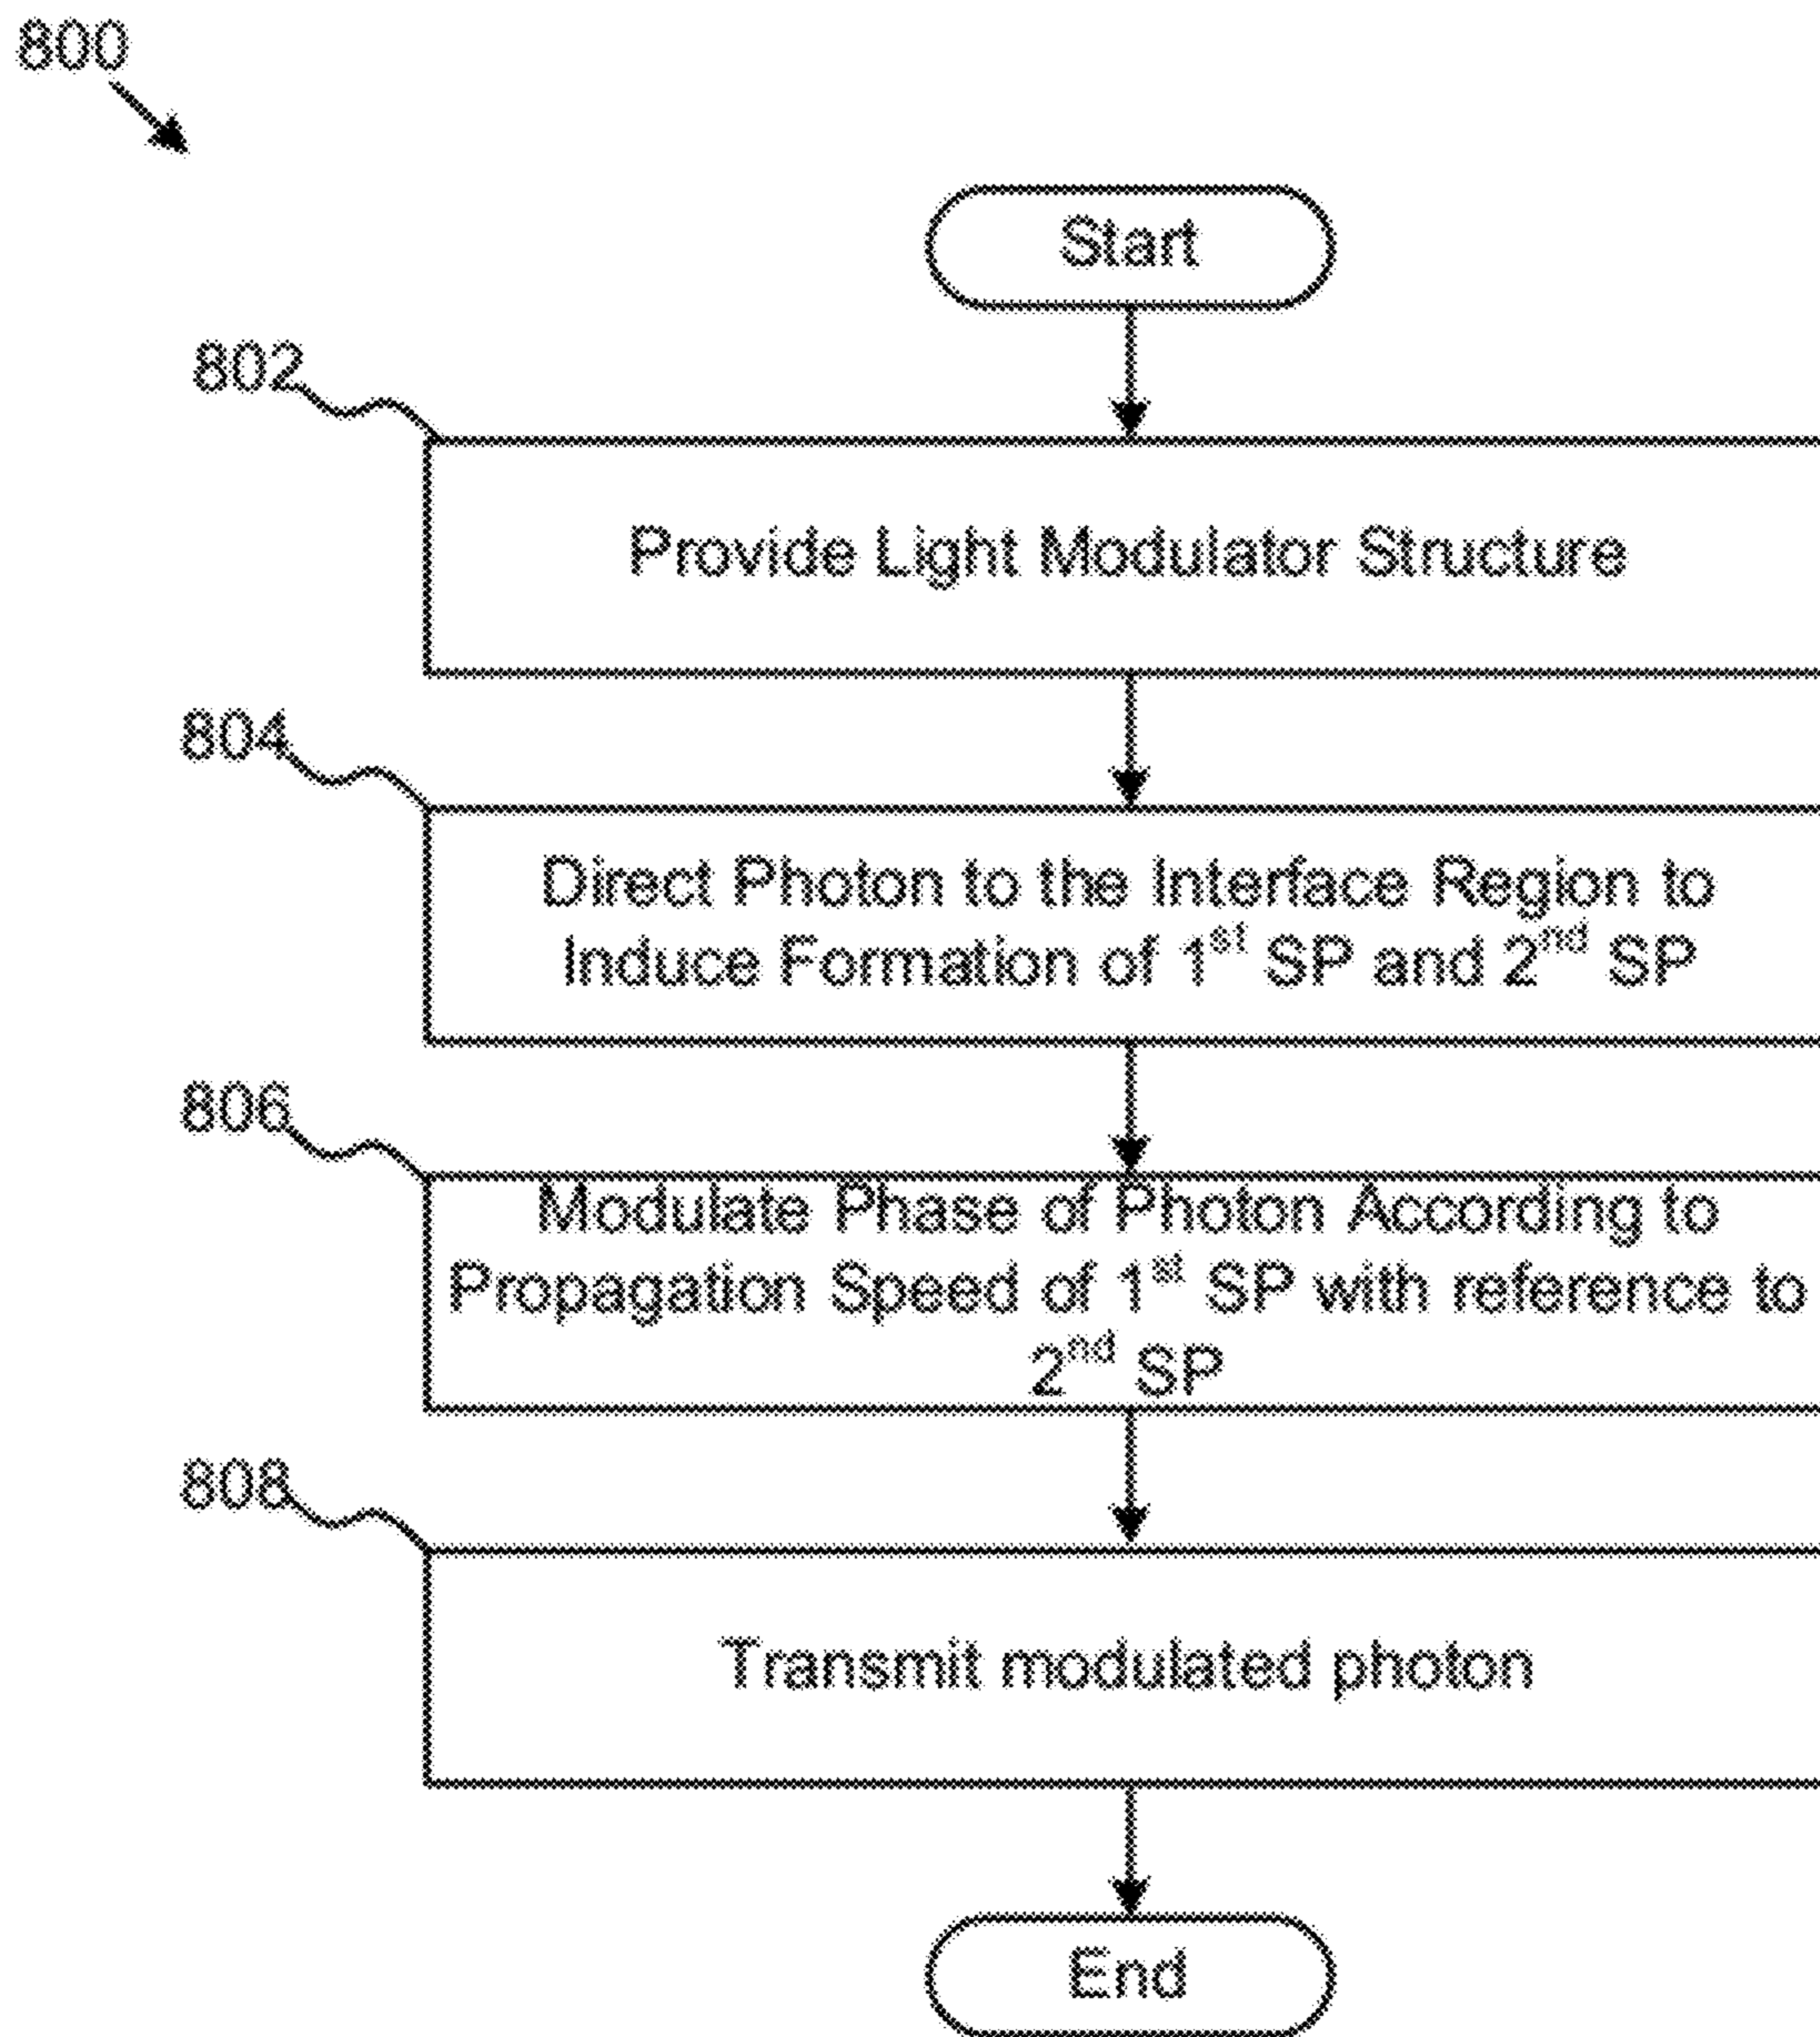 800
Start
802
Provide Light Modulator Structure
804
Direct Photon to the Interface Region to
Induce Formation of 1st SP and 2nd SP
806
Modulate Phase of Photon According to
Propagation Speed of 1st SP with reference to
2nd SP
808
Transmit modulated photon
End